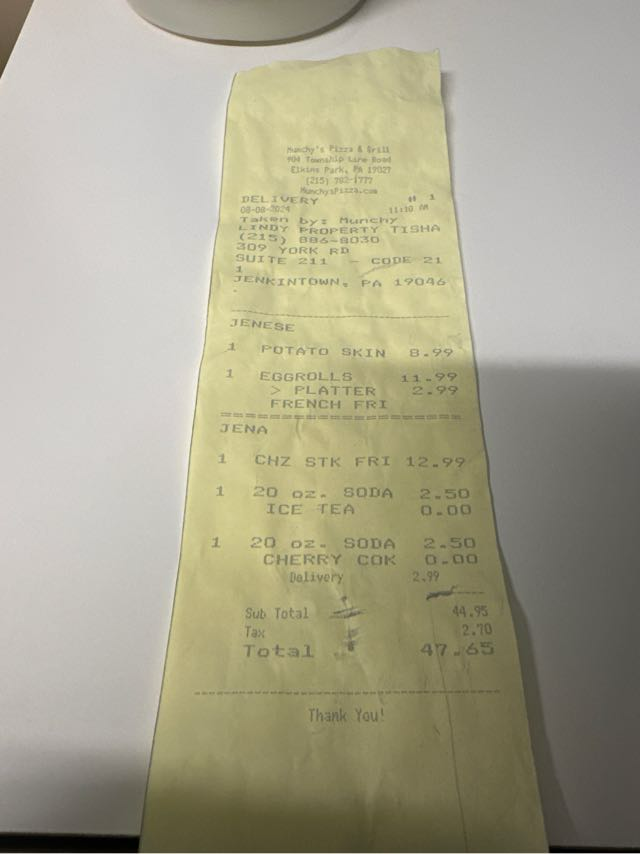 Munchy's Pizza & Grill
904 Township Line Road
Elkins Park, PA 19027
(215) 782-1777
MunchysPizza.com
DELIVERY # 1
08-08-2024 11:10 AM
Taken by: Munchy
LINDY PROPERTY TISHA
(215) 886-8030
309 YORK RD
SUITE 211 - CODE 21
1
JENKINTOWN, PA 19046
.
JENESE
1 POTATO SKIN 8.99
1 EGGROLLS 11.99
> PLATTER 2.99
FRENCH FRI
====================
JENA
1 CHZ STK FRI 12.99
1 20 oz. SODA 2.50
ICE TEA 0.00
1 20 oz. SODA 2.50
CHERRY COK 0.00
Delivery 2.99
Sub Total 44.95
Tax 2.70
Total 47.65
Thank You!